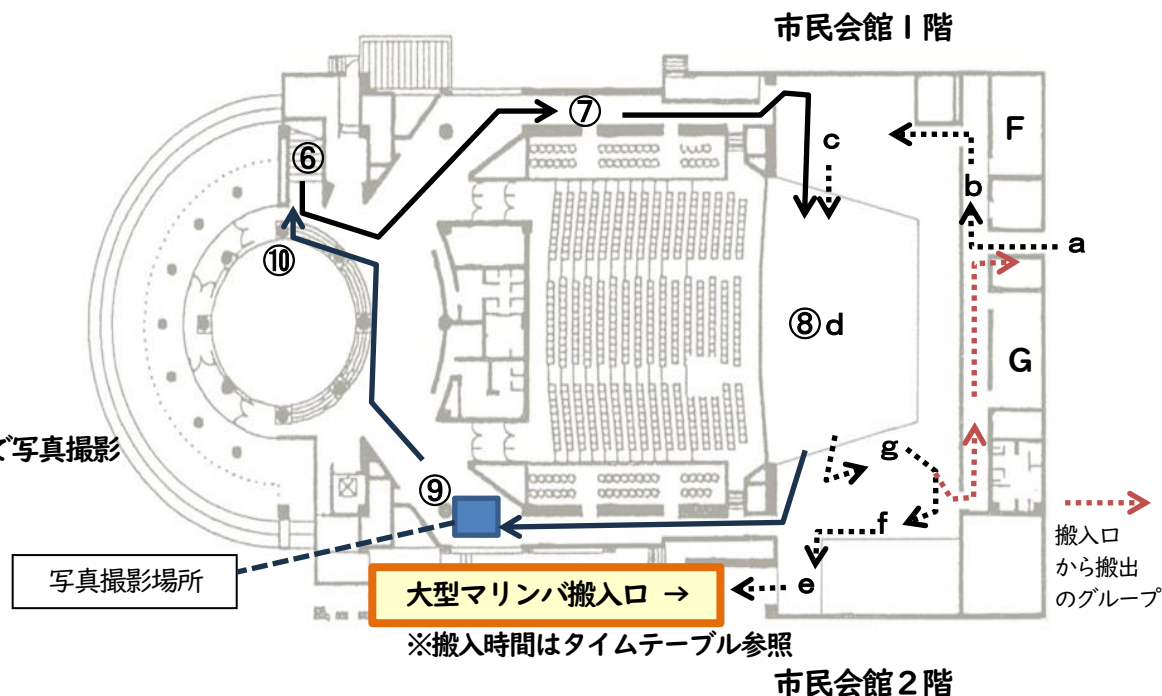 市民会館1階
⑥
⑦
c
F
b
a
⑩
⑧d
G
で写真撮影
⑨
g
f
e
写真撮影場所
大型マリンバ搬入口 →
※搬入時間はタイムテーブル参照
搬入口
から搬出
のグループ
市民会館2階